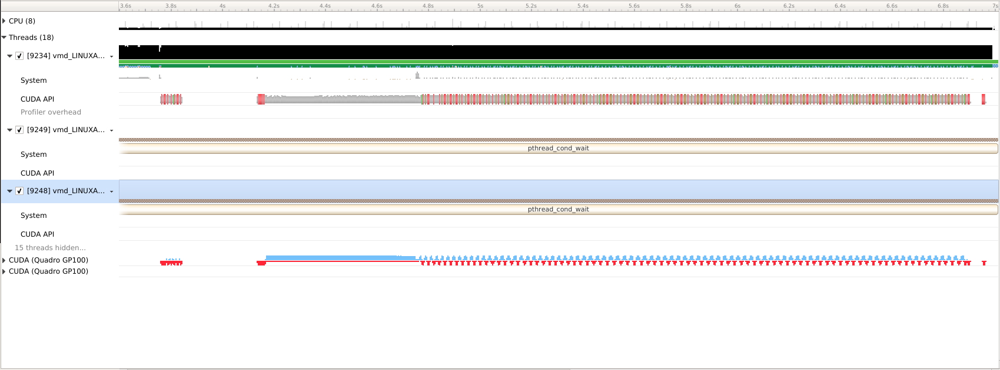 3.6s 3.8s 4s 4.2s 4.4s 4.6s 4.8s 5s 5.2s 5.4s 5.6s 5.8s 6s 6.2s 6.4s 6.6s 6.8s 7s
CPU (8)
Threads (18)
[9234] vmd_LINUXA...
System
CUDA API
Profiler overhead
[9249] vmd_LINUXA...
pthread_cond_wait
System
CUDA API
[9248] vmd_LINUXA...
pthread_cond_wait
System
CUDA API
15 threads hidden...
CUDA (Quadro GP100)
CUDA (Quadro GP100)